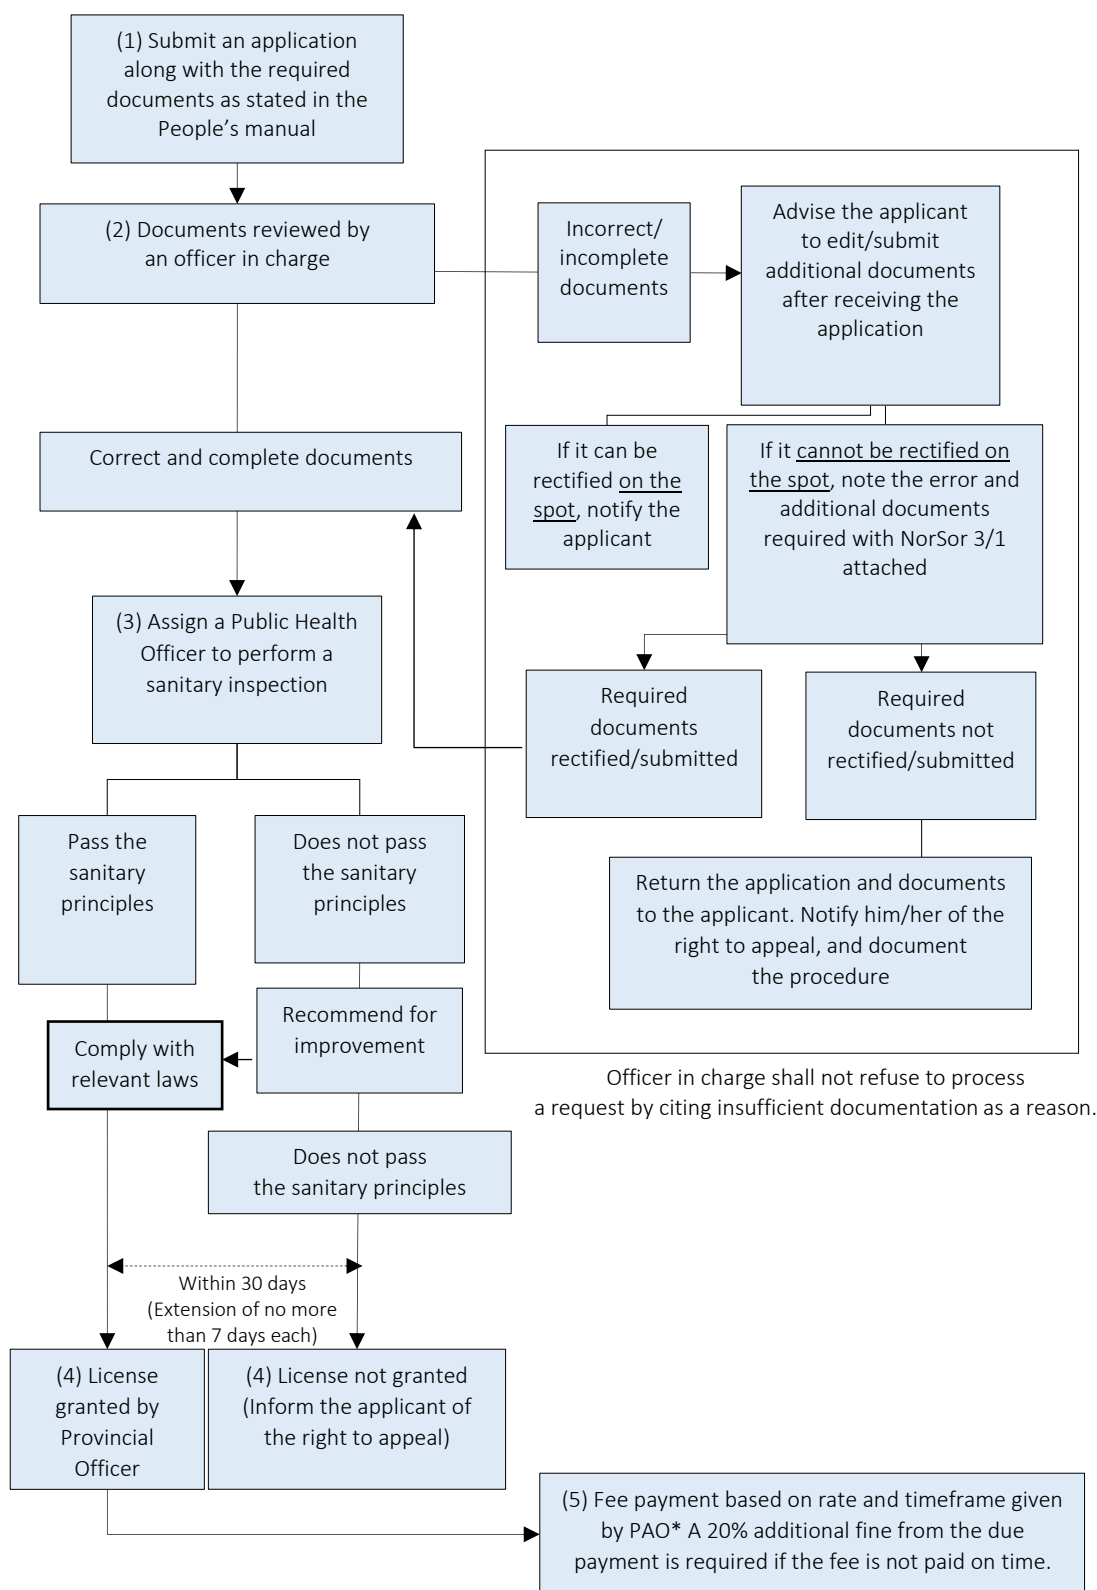 (1) Submit an application
along with the required
documents as stated in the
People’s manual
(2) Documents reviewed by
an officer in charge
Incorrect/
incomplete
documents
Advise the applicant
to edit/submit
additional documents
after receiving the
application
Correct and complete documents
If it can be
rectified on the
spot, notify the
applicant
If it cannot be rectified on
the spot, note the error and
additional documents
required with NorSor 3/1
attached
(3) Assign a Public Health
Officer to perform a
sanitary inspection
Required
documents
rectified/submitted
Required
documents not
rectified/submitted
Pass the
sanitary
principles
Does not pass
the sanitary
principles
Return the application and documents
to the applicant. Notify him/her of the
right to appeal, and document
the procedure
Comply with
relevant laws
Recommend for
improvement
Officer in charge shall not refuse to process
a request by citing insufficient documentation as a reason.
Does not pass
the sanitary principles
Within 30 days
(Extension of no more
than 7 days each)
(4) License
granted by
Provincial
Officer
(4) License not granted
(Inform the applicant of
the right to appeal)
(5) Fee payment based on rate and timeframe given
by PAO* A 20% additional fine from the due
payment is required if the fee is not paid on time.